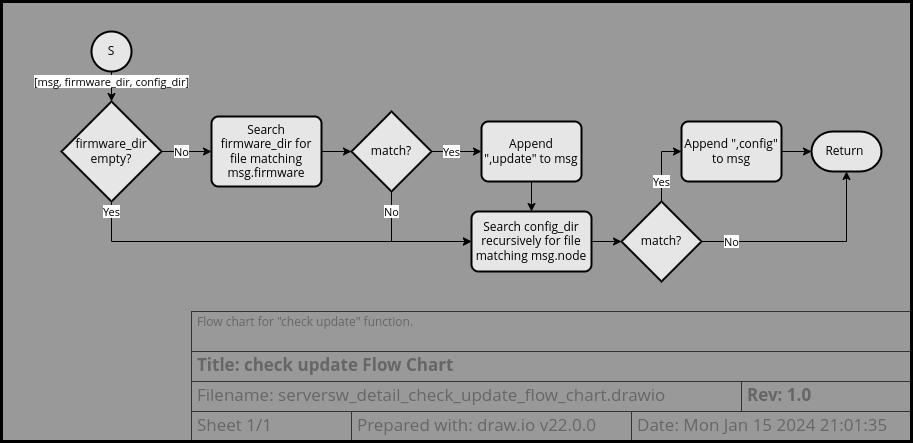 S
[msg, firmware_dir, config_dir]
firmware_dir
empty?
No
Search
firmware_dir for
file matching
msg.firmware
match?
Yes
Append
",update" to msg
Append ",config"
to msg
Return
Yes
No
Yes
Search config_dir
recursively for file
matching msg.node
match?
No
Flow chart for "check update" function.
Title: check update Flow Chart
Filename: serversw_detail_check_update_flow_chart.drawio
Rev: 1.0
Sheet 1/1
Prepared with: draw.io v22.0.0
Date: Mon Jan 15 2024 21:01:35